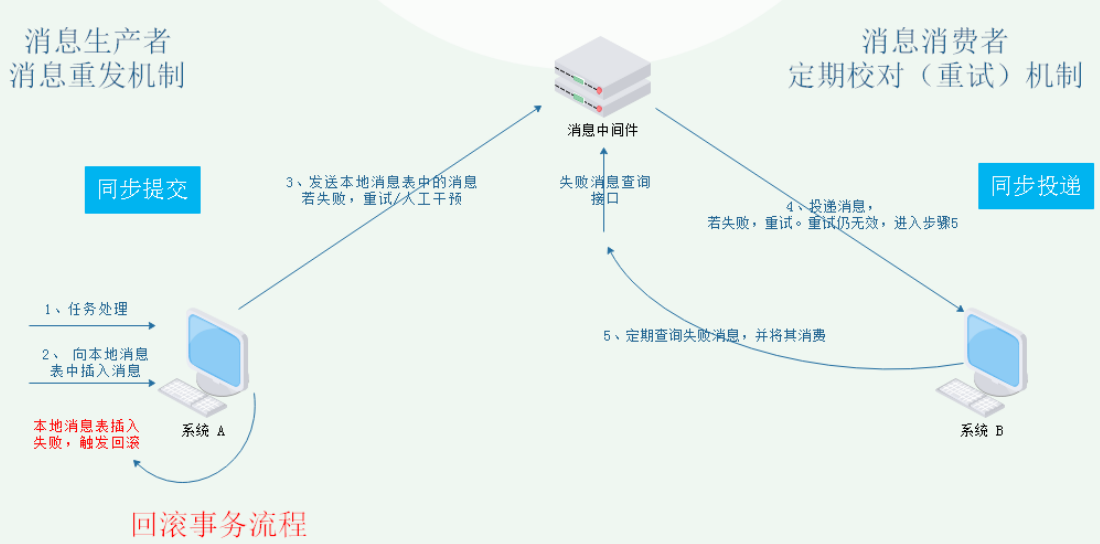 消息生产者
消息重发机制
消息消费者
定期校对（重试）机制
消息中间件
同步提交
3、发送本地消息表中的消息
若失败，重试/人工干预
失败消息查询
接口
同步投递
4、投递消息，
若失败，重试。重试仍无效，进入步骤5
1、任务处理
2、 向本地消息
表中插入消息
5、定期查询失败消息，并将其消费
本地消息表插入
失败，触发回滚
系统 A
系统 B
回滚事务流程